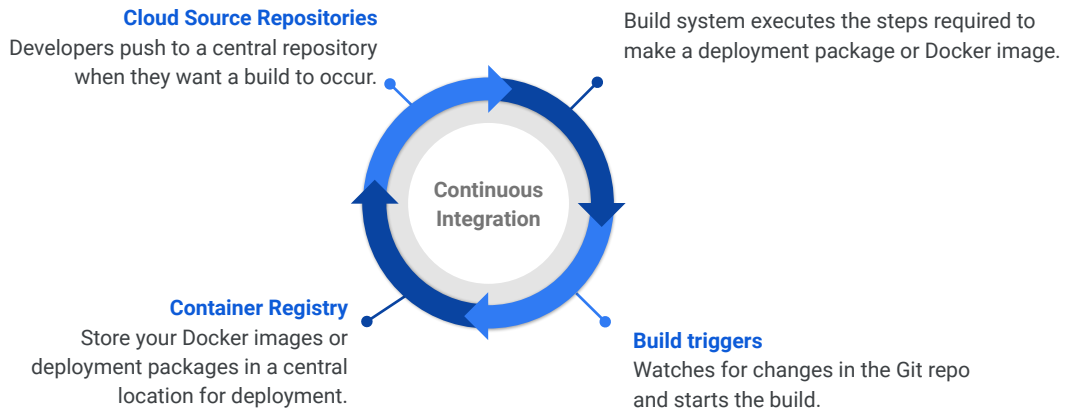 Cloud Source Repositories
Developers push to a central repository
when they want a build to occur.
Build system executes the steps required to
make a deployment package or Docker image.
Continuous
Integration
Container Registry
Store your Docker images or
deployment packages in a central
location for deployment.
Build triggers
Watches for changes in the Git repo
and starts the build.